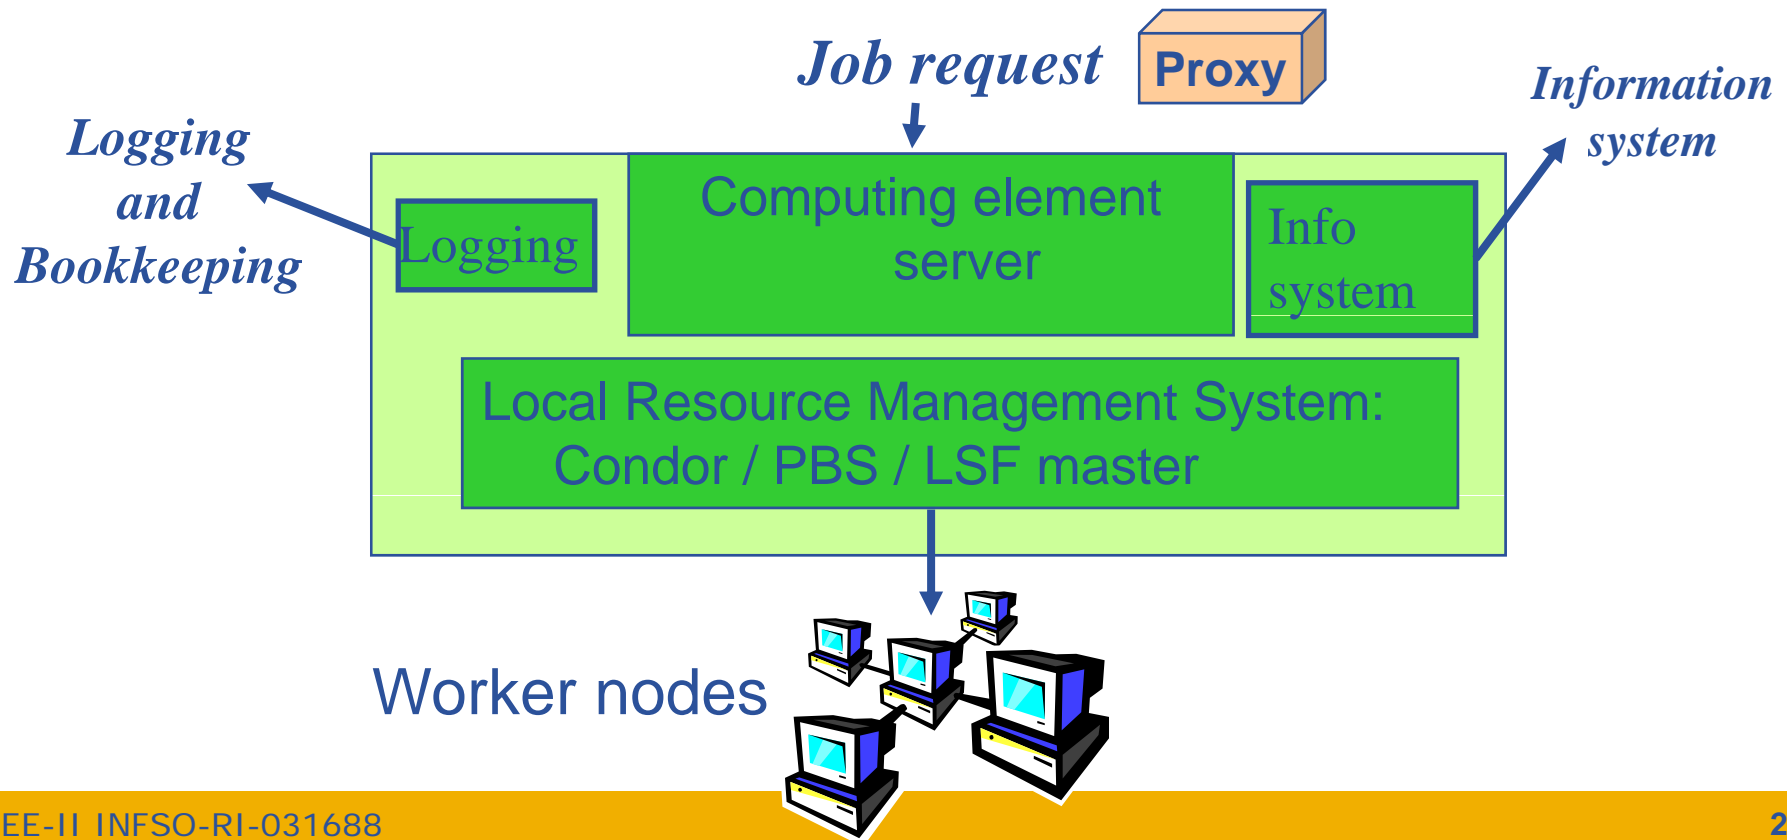 Job request
Proxy
Information
system
Logging
and
Bookkeeping
Logging
Computing element
server
Info
system
Local Resource Management System:
Condor / PBS / LSF master
Worker nodes
EE-II INFSO-RI-031688
2